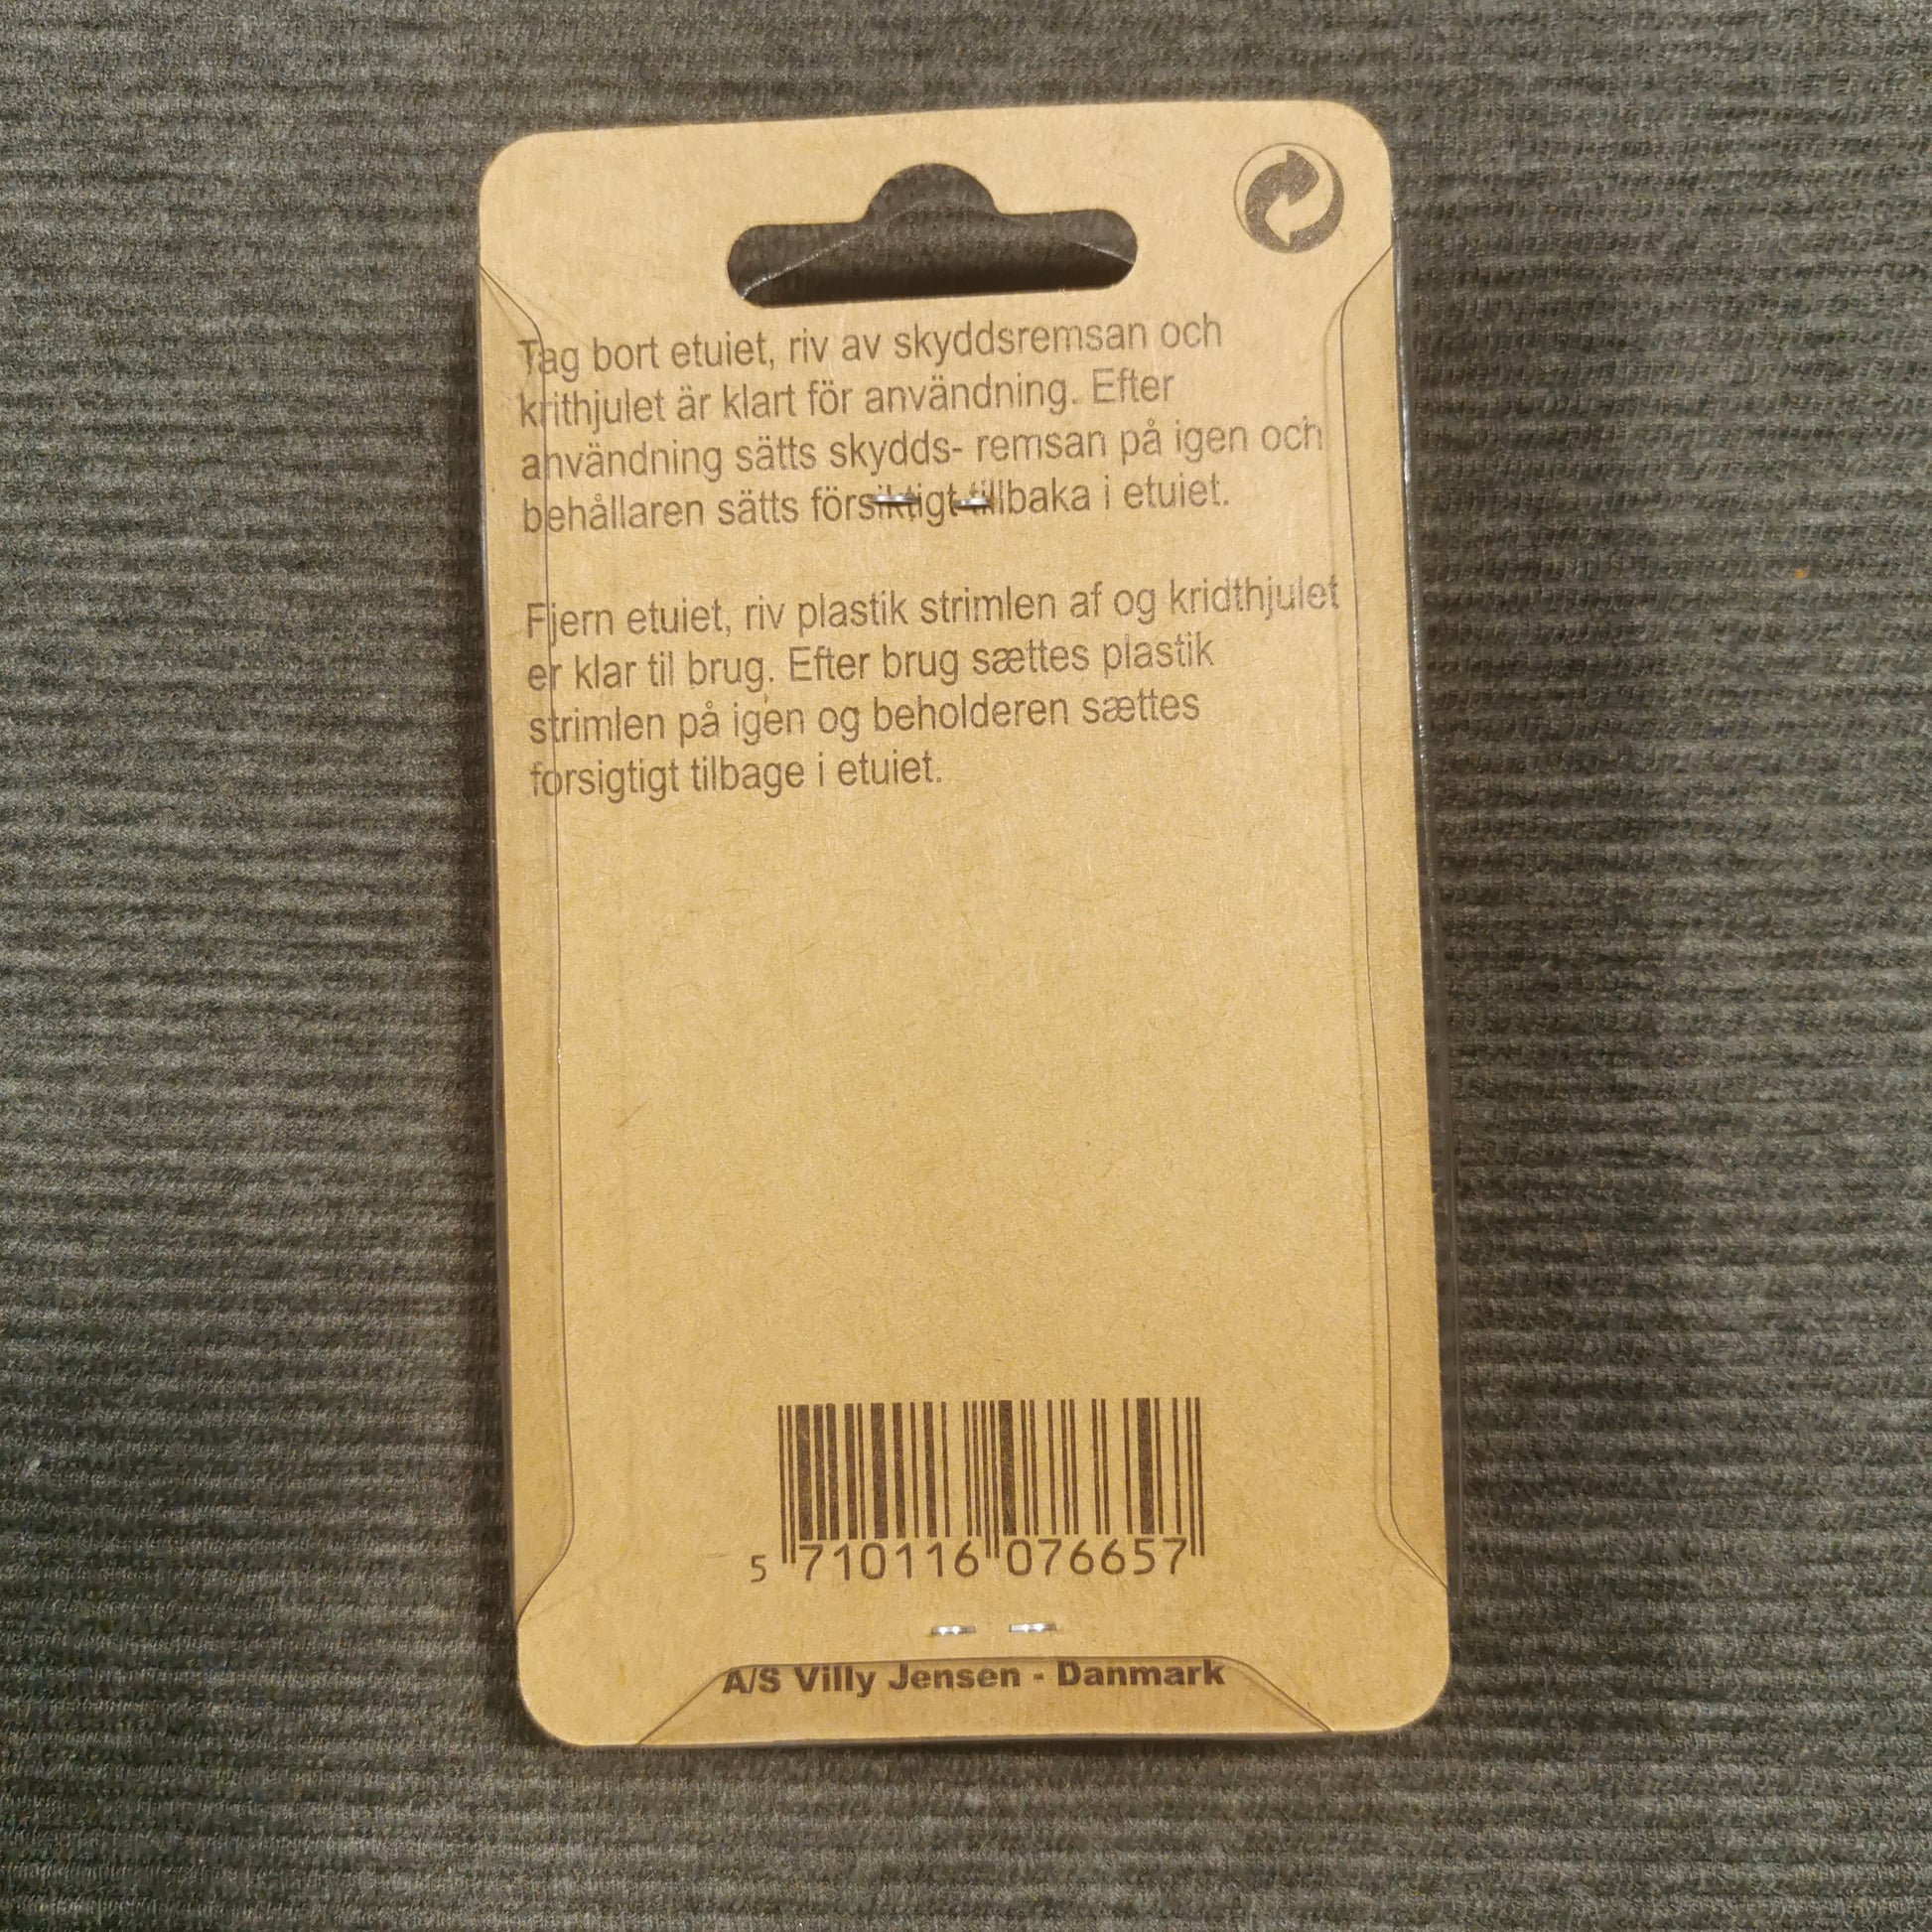 Tag bort etuiet, riv av skyddsremsan och
krithjulet är klart för användning. Efter
användning sätts skydds- remsan på igen och
behållaren sätts försiktigt tillbaka i etuiet.
Fjern etuiet, riv plastik strimlen af og kridthjulet
er klar til brug. Efter brug sættes plastik
strimlen på igen og beholderen sættes
forsigtigt tilbage i etuiet.
5 710116 076657
A/S Villy Jensen - Danmark